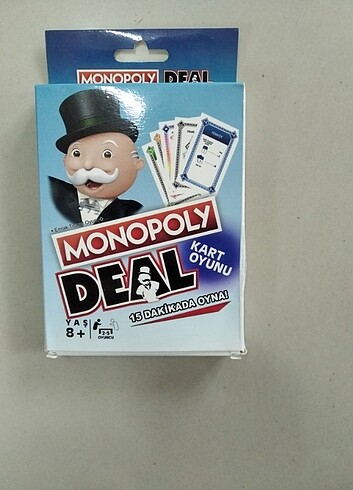 MONOPOLY DEAL
MONOPOLY
DEAL
KART
OYUNU
15 DAKİKADA OYNA!
YAŞ
8+
2-5
OYUNCU